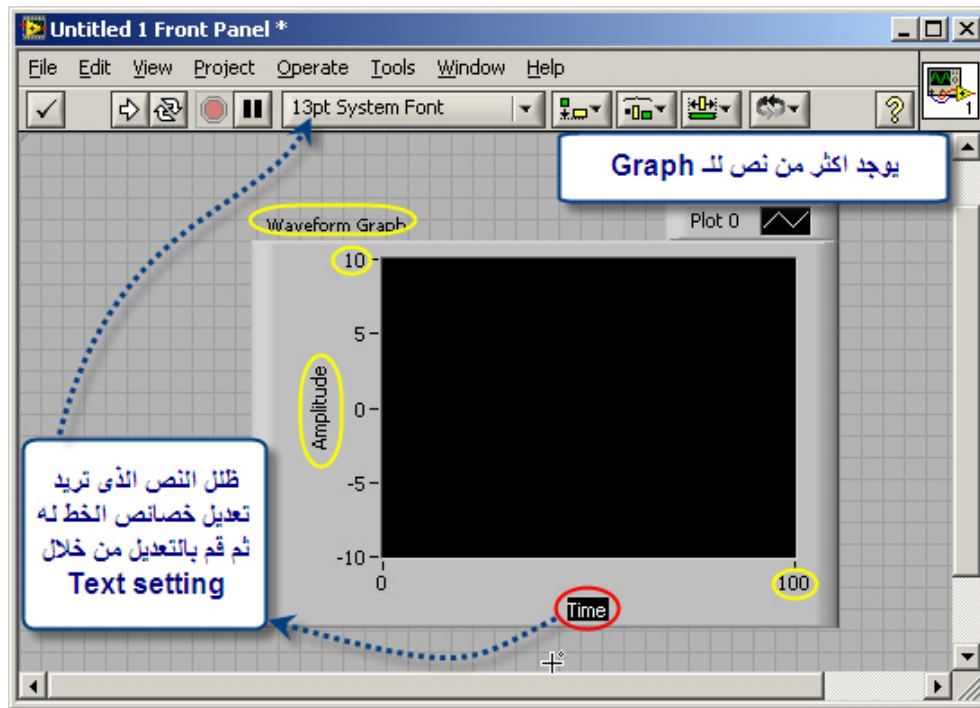 Untitled 1 Front Panel *
File Edit View Project Operate Tools Window Help
13pt System Font
1
يوجد اكثر من نص للـ Graph
Waveform Graph
Plot 0
10
5
0
-5
-10
Amplitude
0
100
Time
ظلل النص الذى تريد
تعديل خصائص الخط له
ثم قم بالتعديل من خلال
Text setting